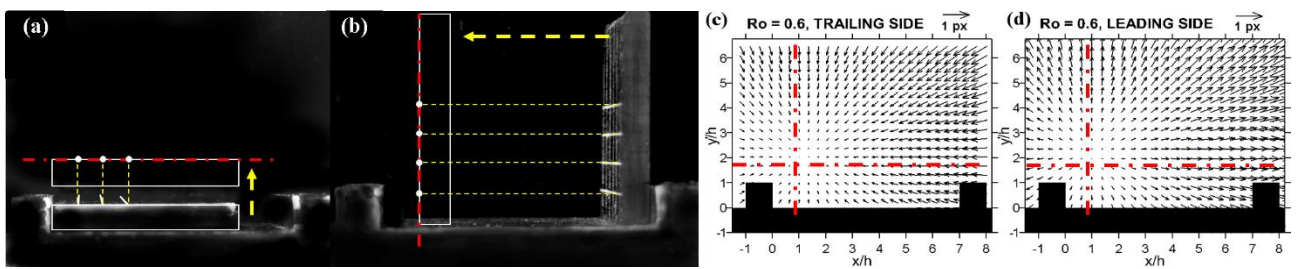 (a)
(b)
(c)
Ro = 0.6, TRAILING SIDE
1 px
y/h
6
5
4
3
2
1
0
-1
-1 0 1 2 3 4 5 6 7 8
x/h
(d)
Ro = 0.6, LEADING SIDE
1 px
y/h
6
5
4
3
2
1
0
-1
-1 0 1 2 3 4 5 6 7 8
x/h